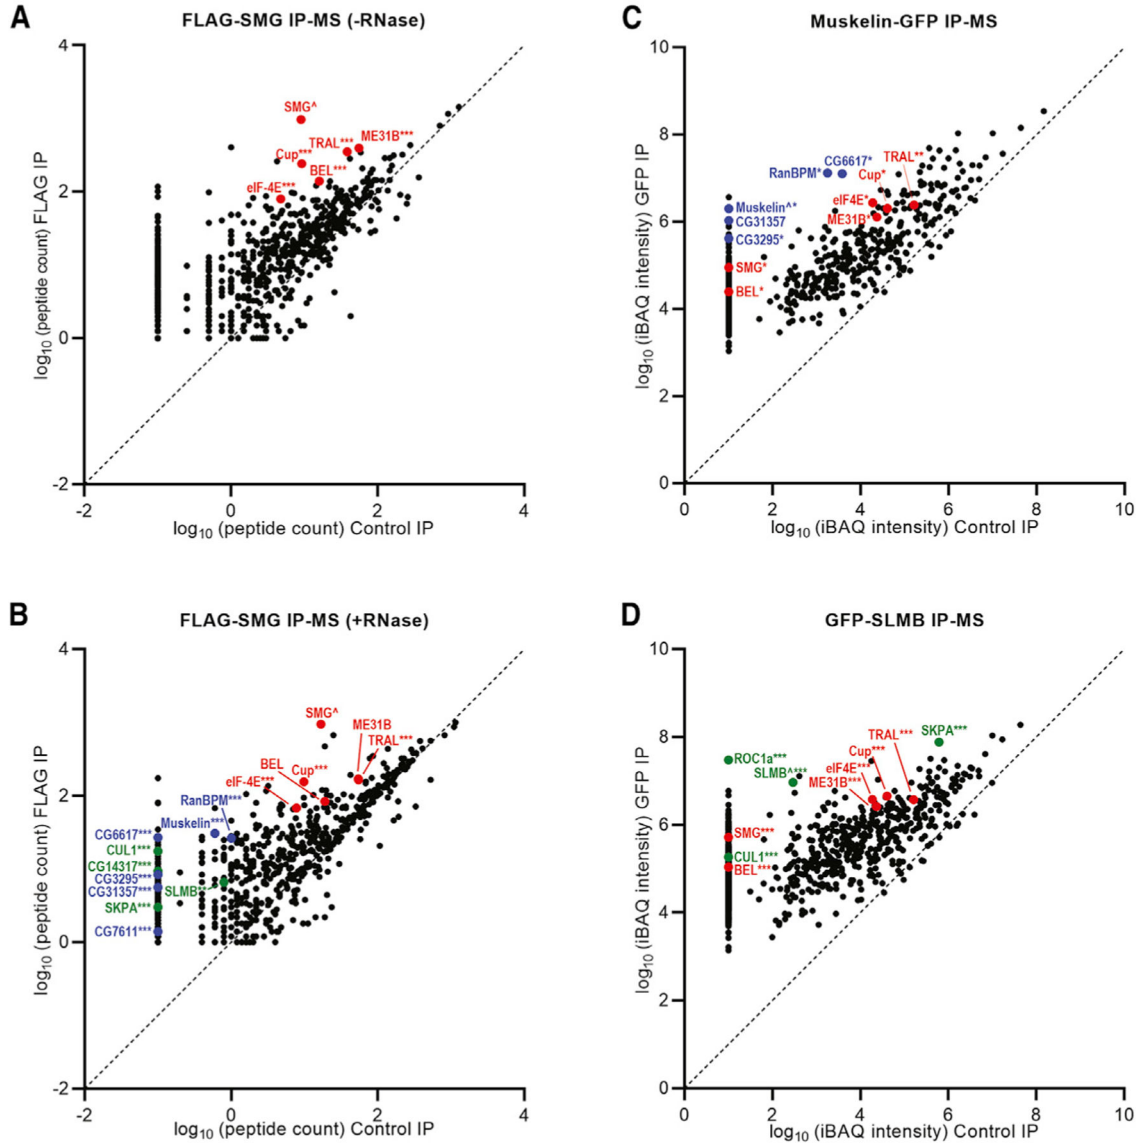 A
FLAG-SMG IP-MS (-RNase)
4
2
0
-2
log10 (peptide count) FLAG IP
SMG^
TRAL***
ME31B***
Cup***
BEL***
eIF-4E***
-2
0
2
4
log10 (peptide count) Control IP
C
Muskelin-GFP IP-MS
10
8
6
4
2
0
log10 (iBAQ intensity) GFP IP
CG6617*
TRAL**
RanBPM*
Cup*
eIF4E*
Muskelin^*
ME31B*
CG31357
CG3295*
SMG*
BEL*
0
2
4
6
8
10
log10 (iBAQ intensity) Control IP
B
FLAG-SMG IP-MS (+RNase)
4
2
0
-2
log10 (peptide count) FLAG IP
SMG^
ME31B
TRAL***
BEL
Cup***
eIF-4E***
RanBPM***
Muskelin***
CG6617***
CUL1***
CG14317***
CG3295***
CG31357***
SLMB**
SKPA***
CG7611***
-2
0
2
4
log10 (peptide count) Control IP
D
GFP-SLMB IP-MS
10
8
6
4
2
0
log10 (iBAQ intensity) GFP IP
SKPA***
TRAL***
Cup***
ROC1a***
SLMB^***
eIF4E***
ME31B***
SMG***
CUL1***
BEL***
0
2
4
6
8
10
log10 (iBAQ intensity) Control IP